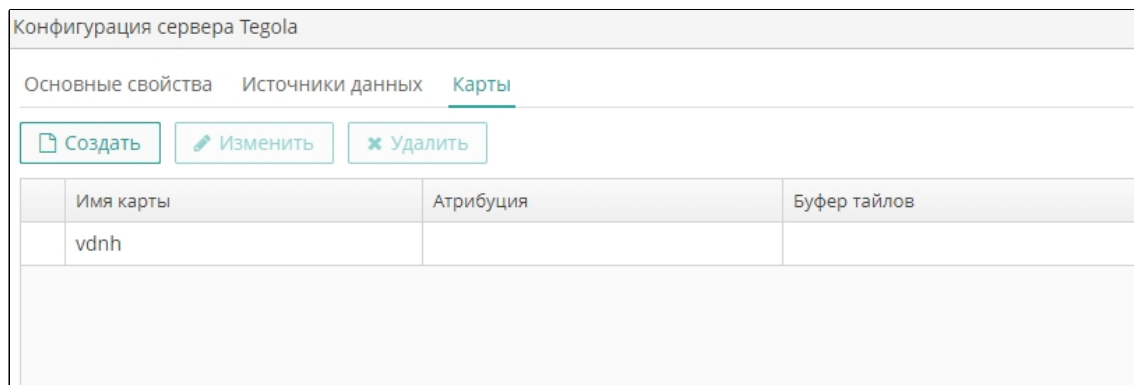 Конфигурация сервера Tegola
Основные свойства Источники данных Карты
Создать Изменить Удалить
Имя карты Атрибуция Буфер тайлов
vdnh